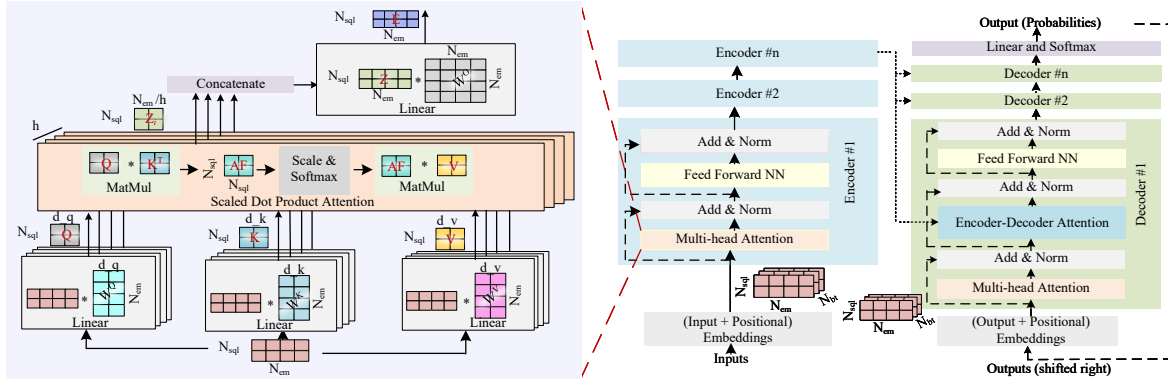 N_sql
E
N_em
N_em
N_sql
Z
*
W^O
N_em
N_em
Linear
Concatenate
N_em/h
N_sql
Z_i
h
Q
*
K^T
MatMul
N_sql
AF
N_sql
Scale &
Softmax
AF
*
V
MatMul
Scaled Dot Product Attention
d_q
N_sql
Q
d_k
N_sql
K
d_v
N_sql
V
d_q
*
W_Q
N_em
Linear
d_k
*
W_K
N_em
Linear
d_v
*
N_em
Linear
N_sql
N_em
Encoder #n
Encoder #2
Add & Norm
Feed Forward NN
Add & Norm
Multi-head Attention
Encoder #1
N_sql
N_em
N_bt
(Input + Positional)
Embeddings
Inputs
Output (Probabilities)
Linear and Softmax
Decoder #n
Decoder #2
Add & Norm
Feed Forward NN
Add & Norm
Encoder-Decoder Attention
Add & Norm
Multi-head Attention
Decoder #1
N_sql
N_em
N_bt
(Output + Positional)
Embeddings
Outputs (shifted right)